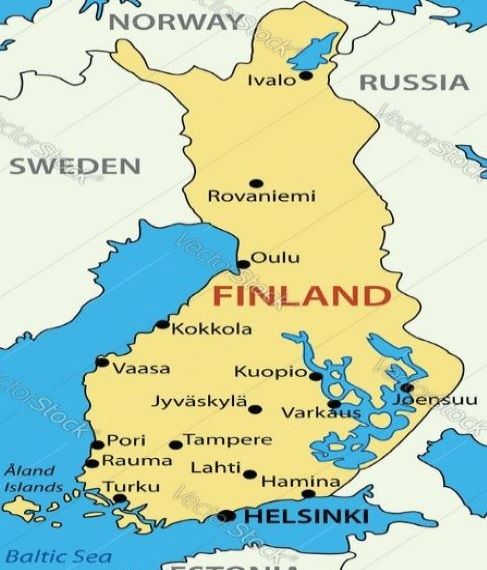 NORWAY
Ivalo
RUSSIA
SWEDEN
Rovaniemi
Oulu
FINLAND
Kokkola
Vaasa
Kuopio
Jyväskylä
Varkaus
Joensuu
Pori
Tampere
Rauma
Lahti
Åland
Islands
Turku
Hamina
HELSINKI
Baltic Sea
ESTONIA
VectorStock
VectorStock
VectorStock
VectorStock
VectorStock